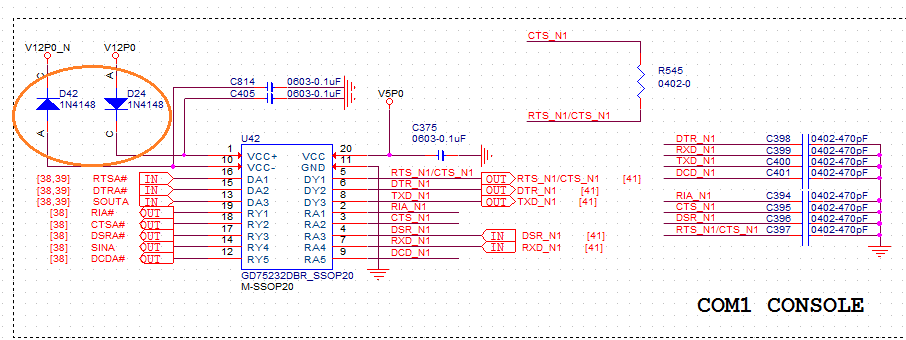 V12P0_N
V12P0
C
A
D42
1N4148
D24
1N4148
A
C
C814
0603-0.1uF
C405
0603-0.1uF
V5P0
C375
0603-0.1uF
CTS_N1
R545
0402-0
RTS_N1/CTS_N1
U42
1
VCC+
VCC
20
10
VCC-
GND
11
[38,39]
RTSA#
IN
16
DA1
DY1
5
RTS_N1/CTS_N1
OUT
RTS_N1/CTS_N1
[41]
[38,39]
DTRA#
IN
15
DA2
DY2
6
DTR_N1
OUT
DTR_N1
[41]
[38,39]
SOUTA
IN
13
DA3
DY3
8
TXD_N1
OUT
TXD_N1
[41]
[38]
RIA#
OUT
19
RY1
RA1
2
RIA_N1
[38]
CTSA#
OUT
18
RY2
RA2
3
CTS_N1
[38]
DSRA#
OUT
17
RY3
RA3
4
DSR_N1
IN
DSR_N1
[41]
[38]
SINA
OUT
14
RY4
RA4
7
RXD_N1
IN
RXD_N1
[41]
[38]
DCDA#
OUT
12
RY5
RA5
9
DCD_N1
GD75232DBR_SSOP20
M-SSOP20
DTR_N1
C398
0402-470pF
RXD_N1
C399
0402-470pF
TXD_N1
C400
0402-470pF
DCD_N1
C401
0402-470pF
RIA_N1
C394
0402-470pF
CTS_N1
C395
0402-470pF
DSR_N1
C396
0402-470pF
RTS_N1/CTS_N1
C397
0402-470pF
COM1 CONSOLE